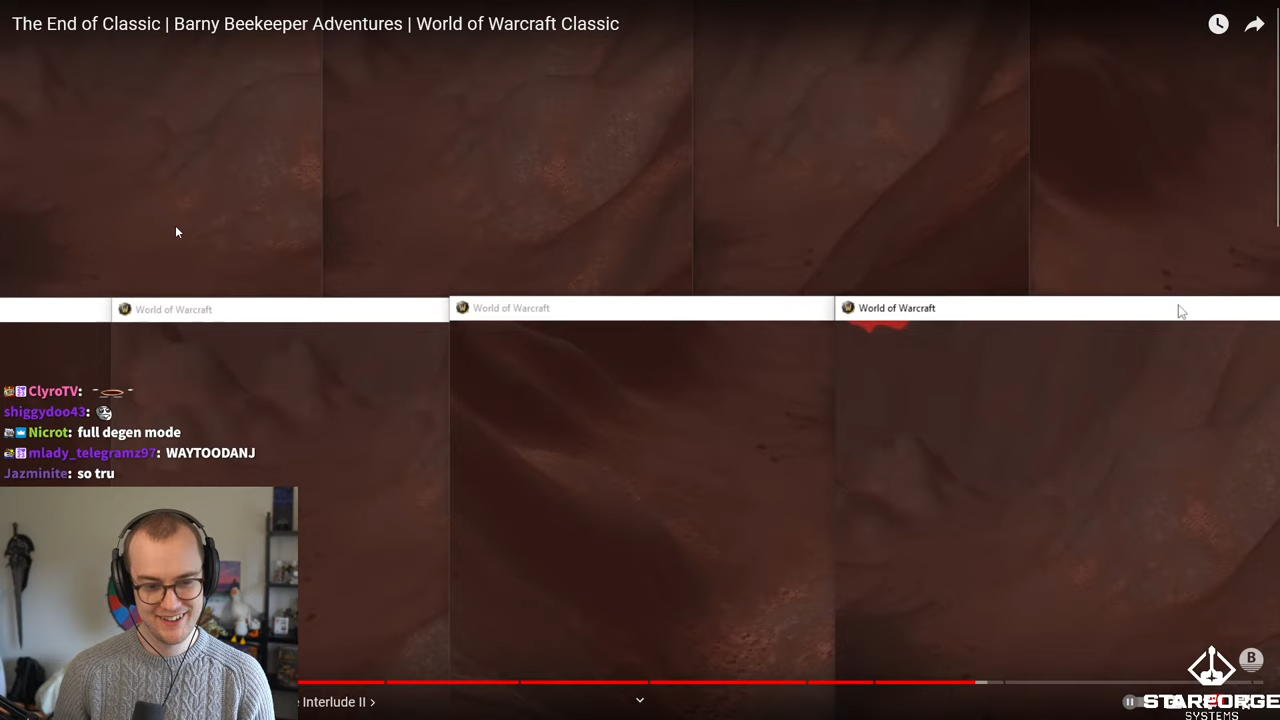 The End of Classic | Barny Beekeeper Adventures | World of Warcraft Classic
World of Warcraft
World of Warcraft
World of Warcraft
ClyroTV:
shiggydoo43:
Nicrot: full degen mode
mlady_telegramz97: WAYTOODANJ
Jazminite: so tru
Interlude II >
B
STARFORGE
SYSTEMS